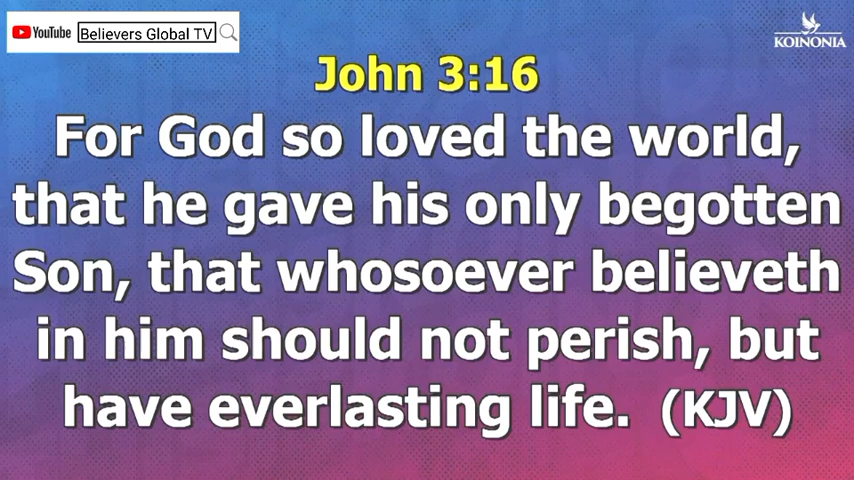 YouTube Believers Global TV
KOINONIA
John 3:16
For God so loved the world,
that he gave his only begotten
Son, that whosoever believeth
in him should not perish, but
have everlasting life. (KJV)